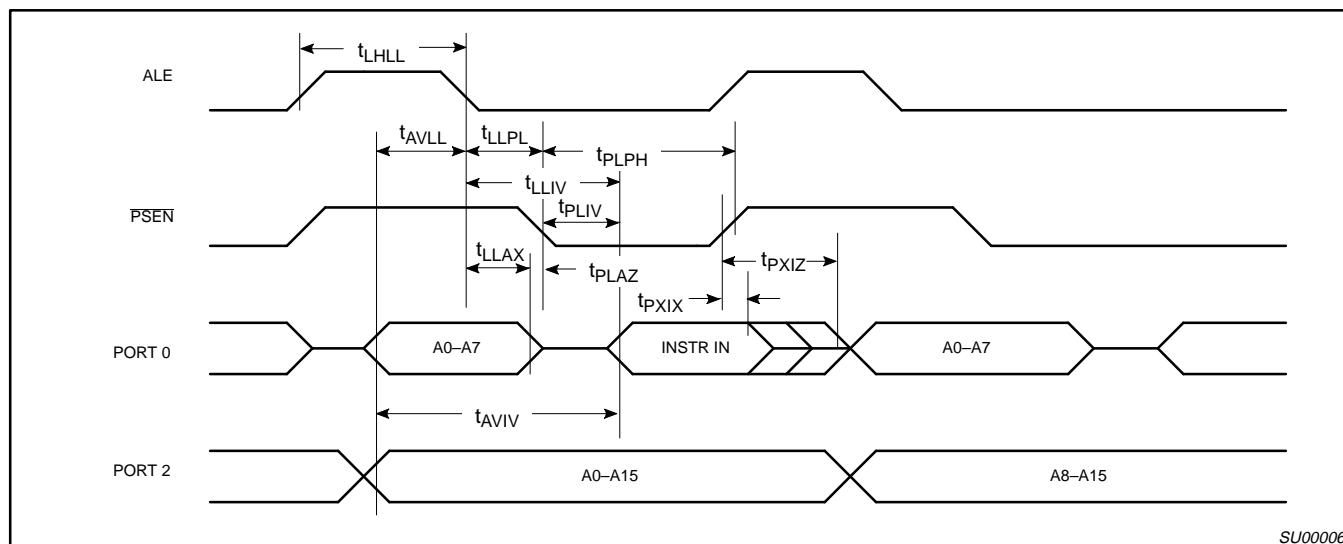 tLHLL
ALE
tAVLL
tLLPL
tPLPH
tLLIV
PSEN
tPLIV
tLLAX
tPLAZ
tPXIZ
tPXIX
PORT 0
A0–A7
INSTR IN
A0–A7
tAVIV
PORT 2
A0–A15
A8–A15
SU00006